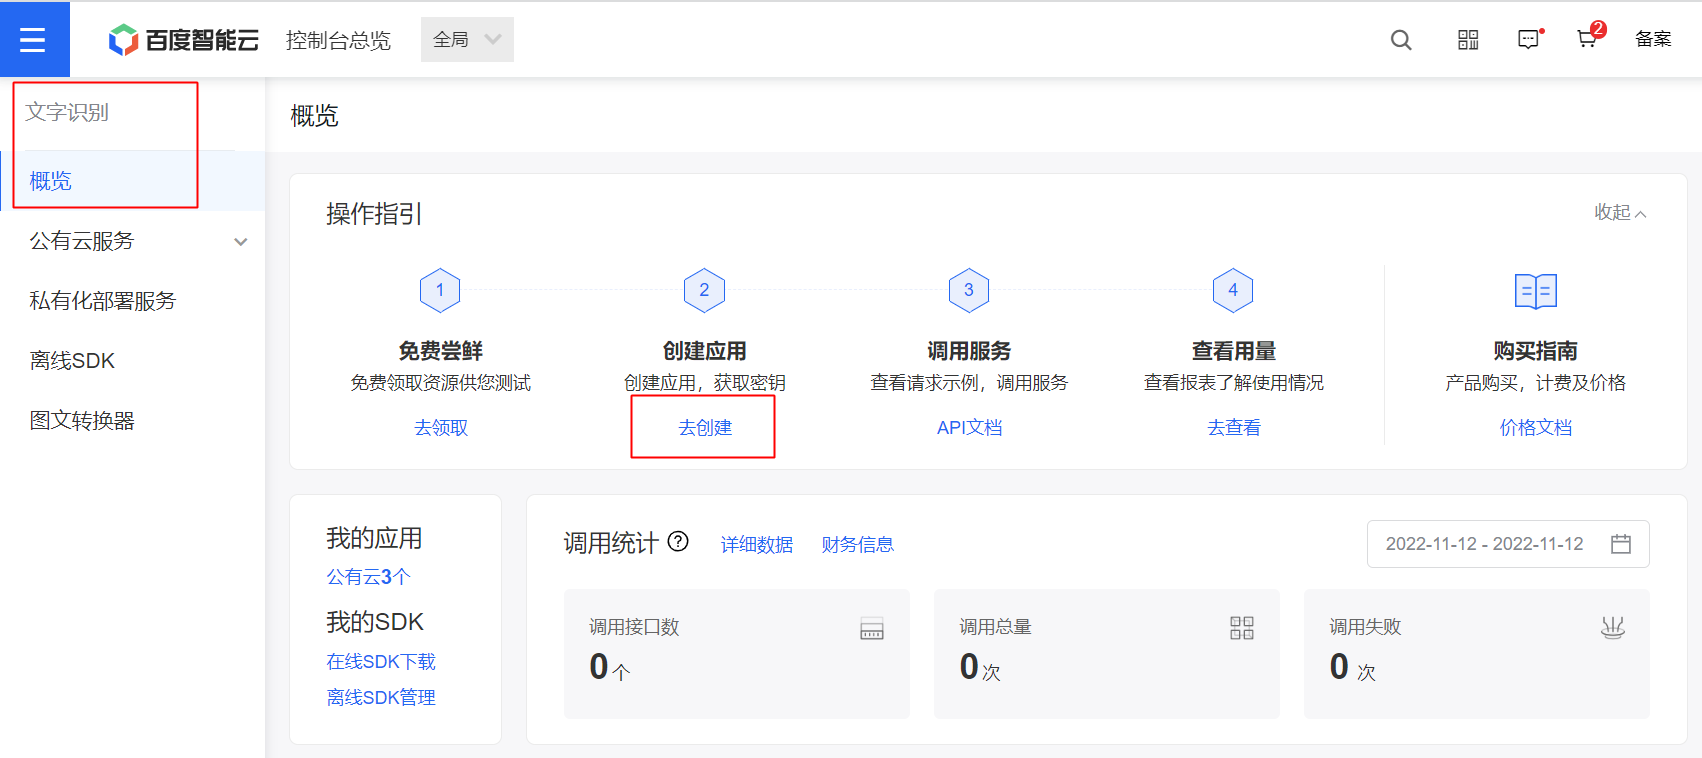 百度智能云 控制台总览 全局 2 备案
文字识别
概览
公有云服务
私有化部署服务
离线SDK
图文转换器
概览
操作指引 收起
1 2 3 4
免费尝鲜 创建应用 调用服务 查看用量 购买指南
免费领取资源供您测试 创建应用，获取密钥 查看请求示例，调用服务 查看报表了解使用情况 产品购买，计费及价格
去领取 去创建 API文档 去查看 价格文档
我的应用
公有云3个
我的SDK
在线SDK下载
离线SDK管理
调用统计 ? 详细数据 财务信息 2022-11-12 - 2022-11-12
调用接口数 调用总量 调用失败
0个 0次 0 次